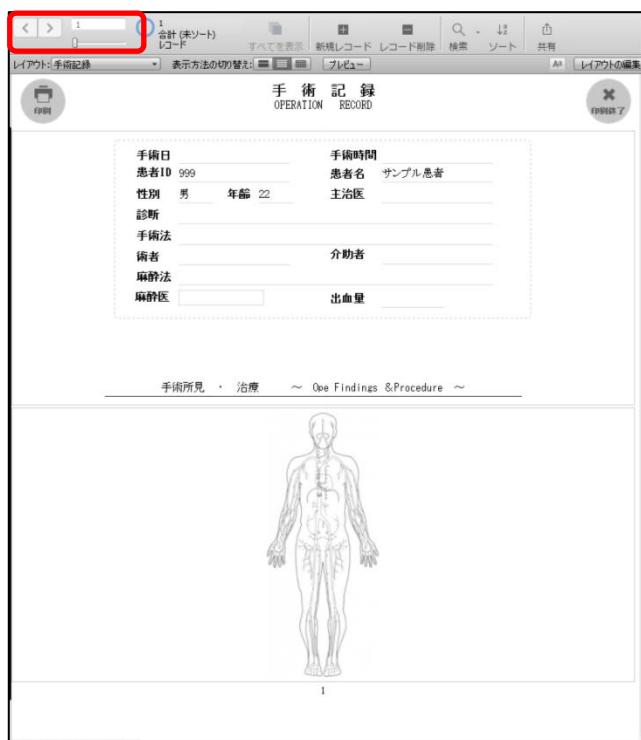 1
1
合計 (未ソート)
レコード
すべてを表示 新規レコード レコード削除 検索 ソート 共有
レイアウト: 手術記録 表示方法の切り替え: プレビュー Aa レイアウトの編集
印刷
手 術 記 録
OPERATION RECORD
印刷終了
手術日 手術時間
患者ID 999 患者名 サンプル患者
性別 男 年齢 22 主治医
診断
手術法
術者 介助者
麻酔法
麻酔医 出血量
手術所見 ・ 治療 ～ Ope Findings &Procedure ～
1